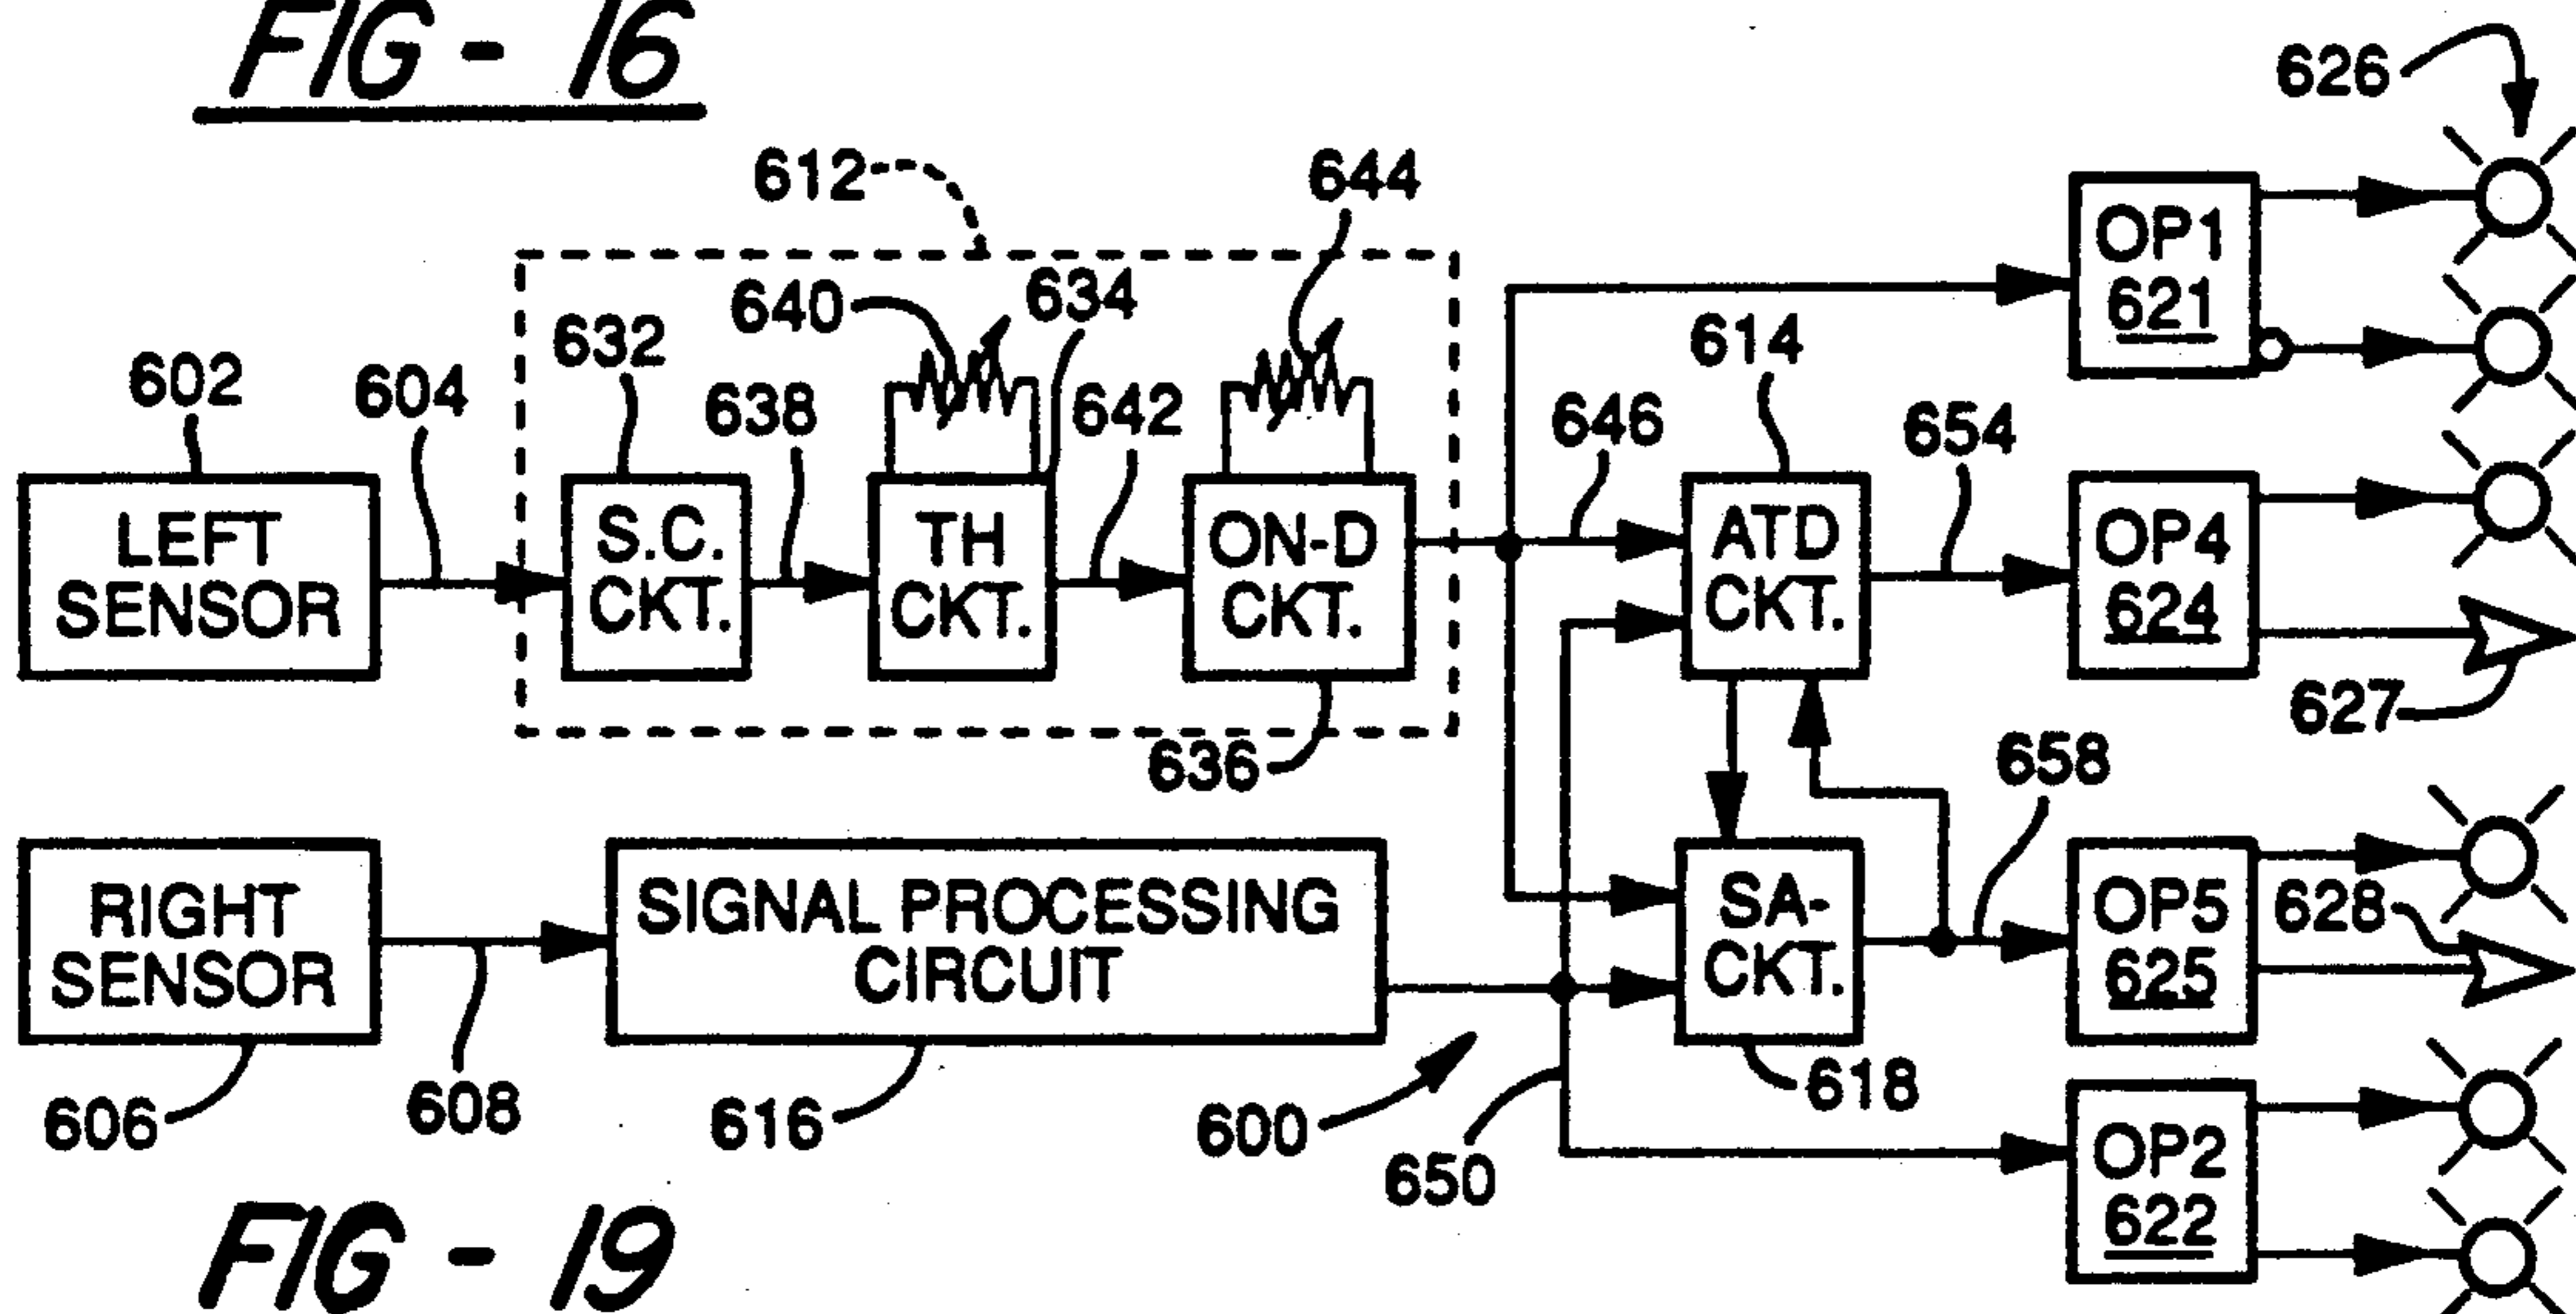 FIG - 16
626
612
644
640
634
632
602
604
638
642
646
614
654
OP1
621
LEFT
SENSOR
S.C.
CKT.
TH
CKT.
ON-D
CKT.
ATD
CKT.
OP4
624
627
636
658
RIGHT
SENSOR
SIGNAL PROCESSING
CIRCUIT
SA-
CKT.
OP5
625
628
606
608
616
600
650
618
OP2
622
FIG - 19